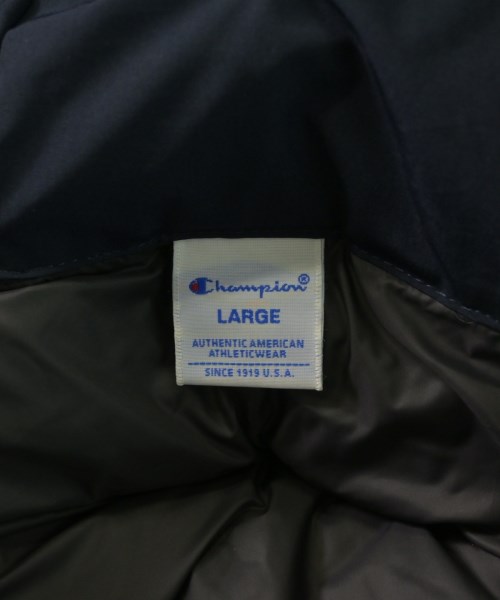 Champion®
LARGE
AUTHENTIC AMERICAN
ATHLETICWEAR
SINCE 1919 U.S.A.